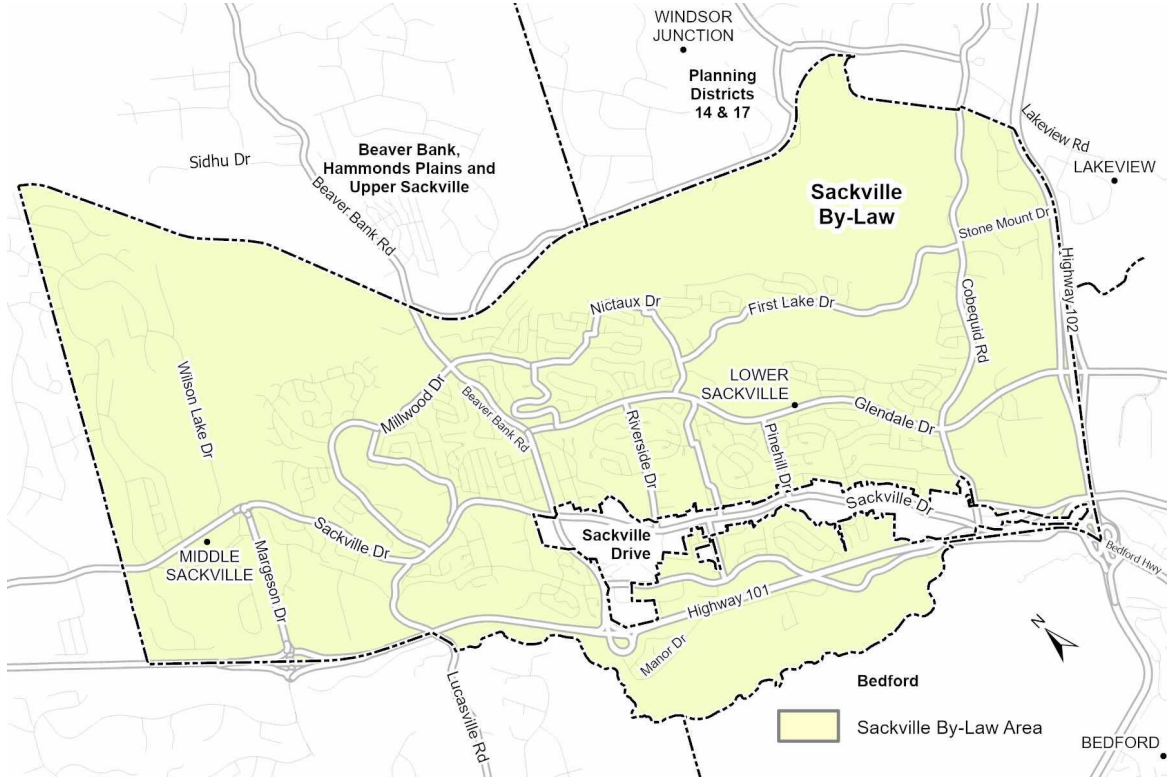 WINDSOR
JUNCTION
Planning
Districts
14 & 17
Lakeview Rd
LAKEVIEW
Sidhu Dr
Beaver Bank,
Hammonds Plains and
Upper Sackville
Beaver Bank Rd
Sackville
By-Law
Stone Mount Dr
Highway 102
Nictaux Dr
First Lake Dr
Cobequid Rd
Wilson Lake Dr
Millwood Dr
Beaver Bank Rd
LOWER
SACKVILLE
Glendale Dr
Riverside Dr
Pinehill Dr
Sackville Dr
Sackville Dr
Sackville
Drive
MIDDLE
SACKVILLE
Margeson Dr
Bedford Hwy
Highway 101
Manor Dr
Lucasville Rd
N
Bedford
Sackville By-Law Area
BEDFORD